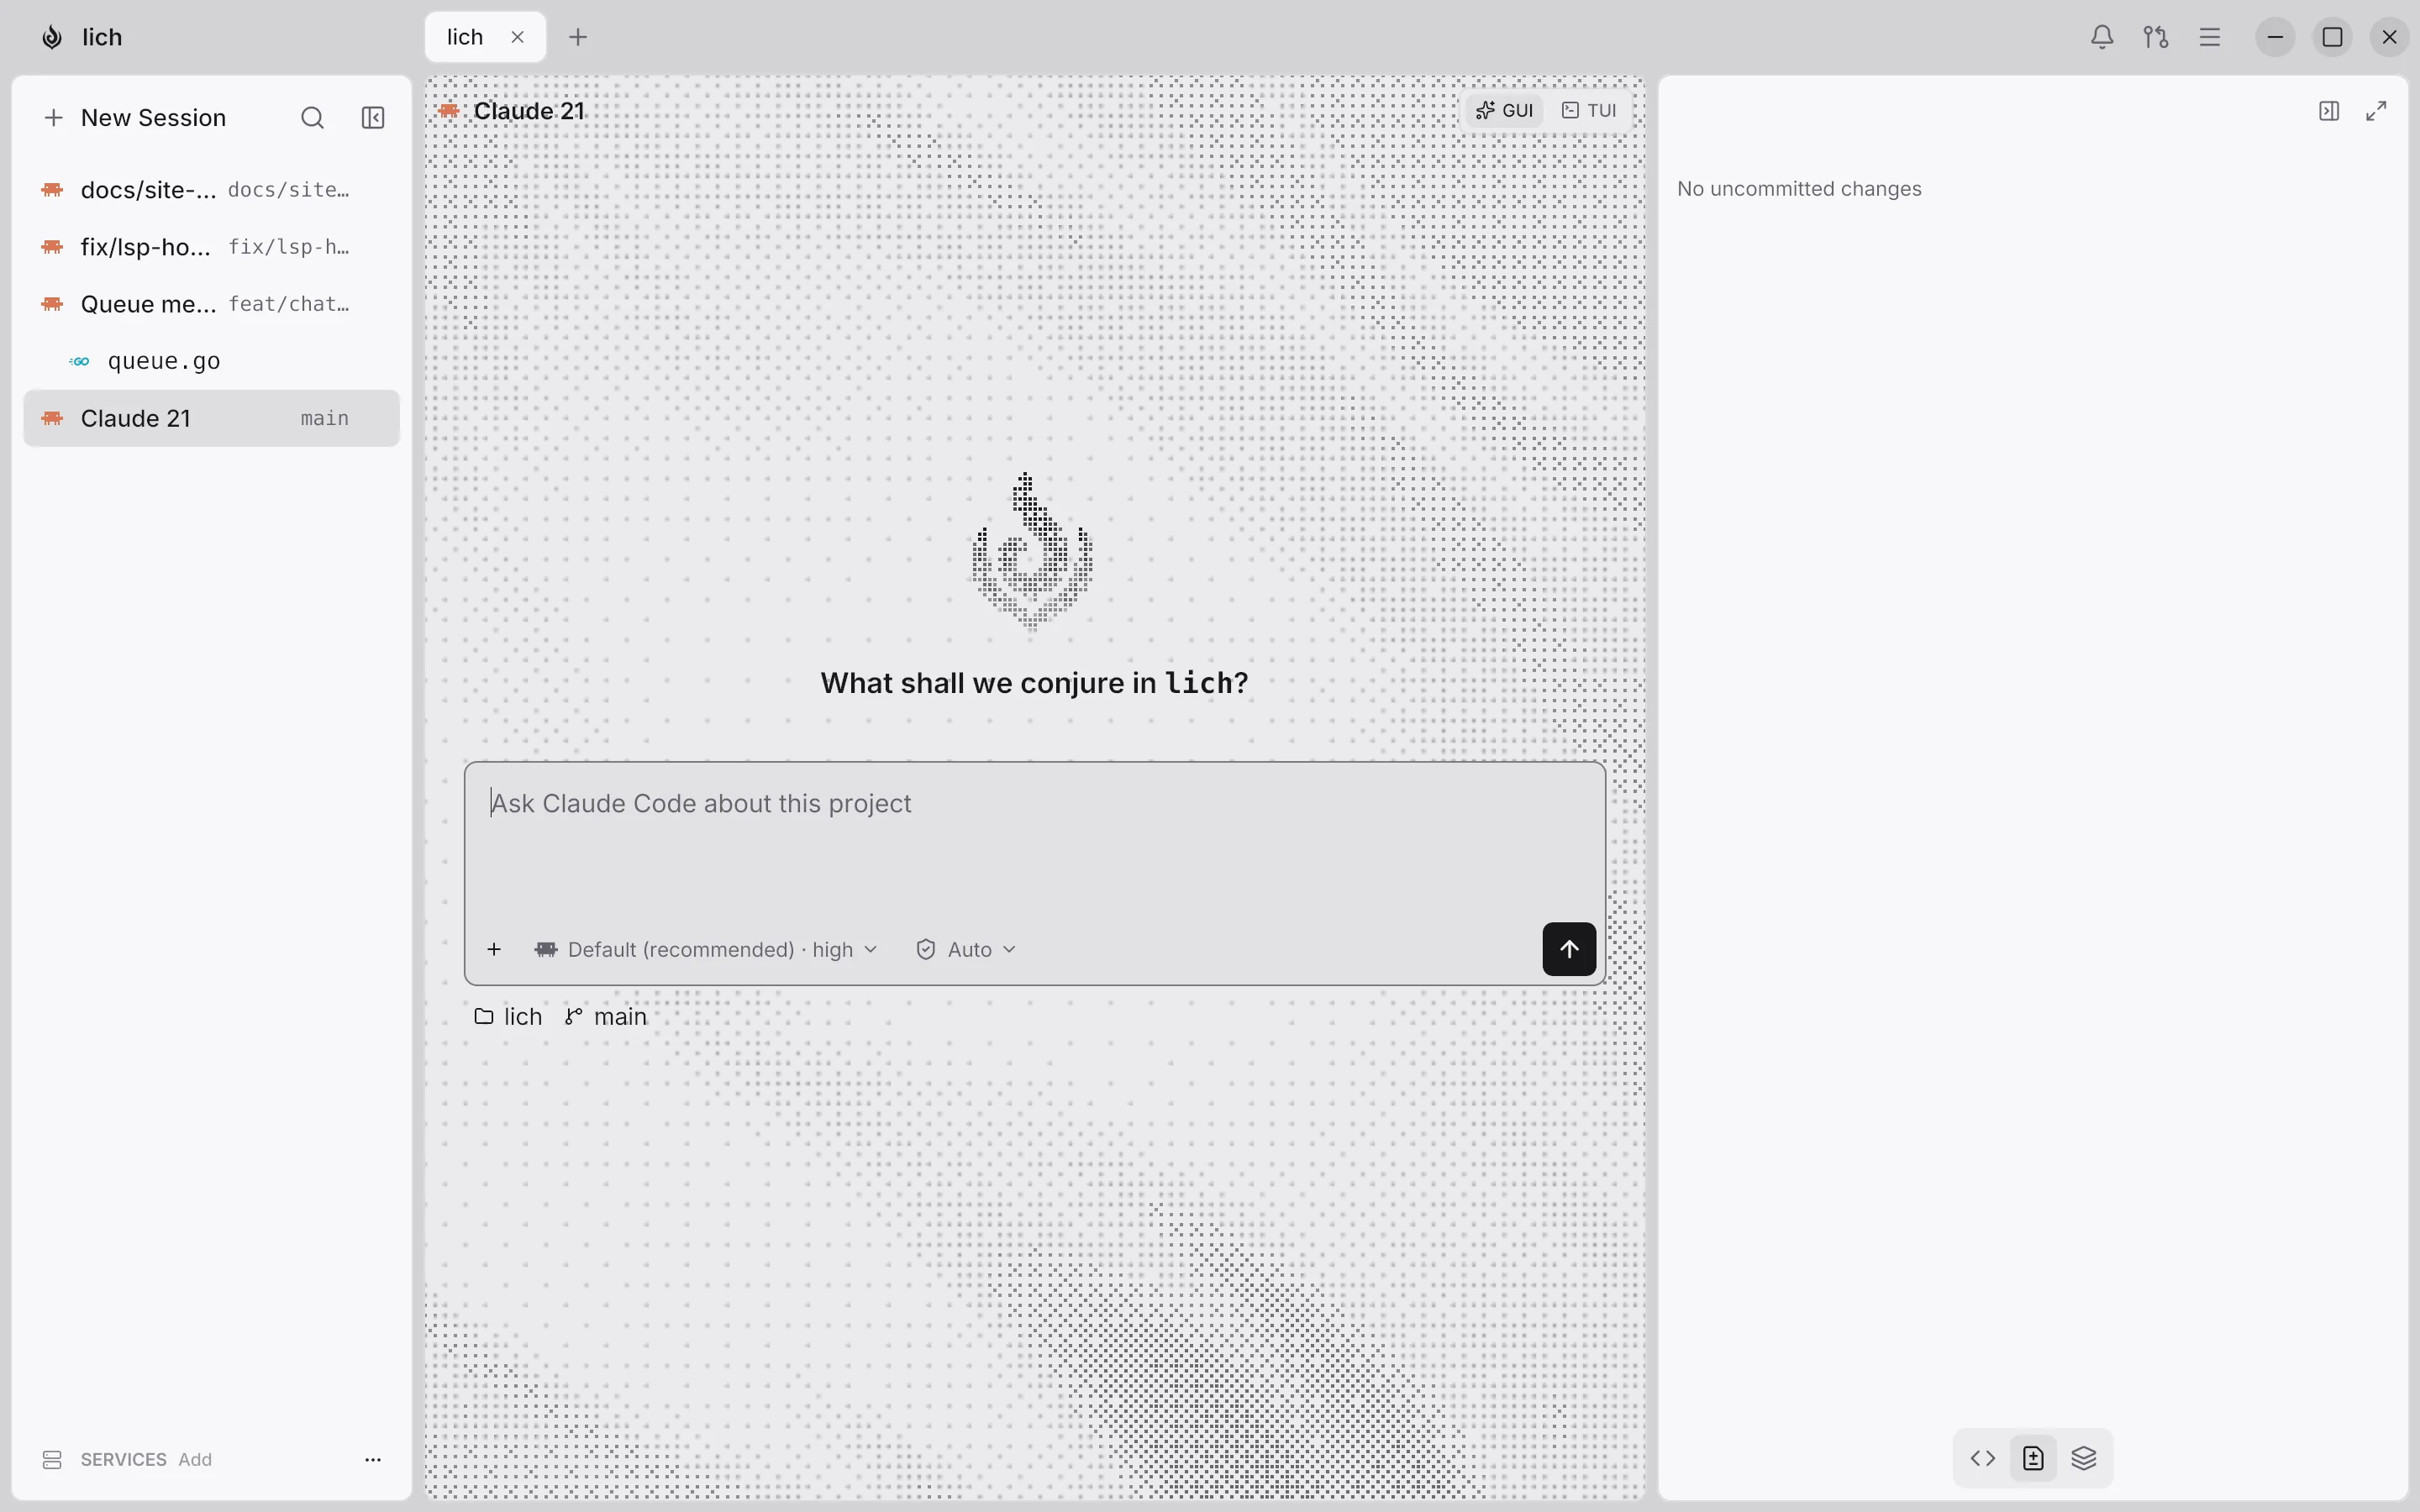 lich
lich
New Session
docs/site-... docs/site…
fix/lsp-ho... fix/lsp-h…
Queue me... feat/chat…
queue.go
Claude 21 main
SERVICES Add
Claude 21
GUI TUI
What shall we conjure in lich?
Ask Claude Code about this project
Default (recommended) · high
Auto
lich main
No uncommitted changes